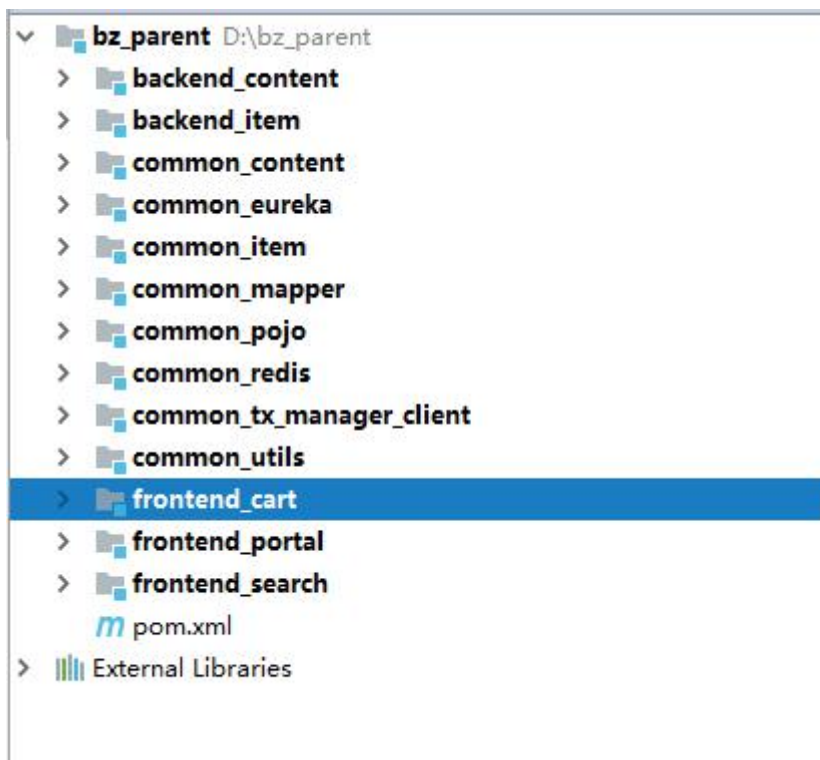 bz_parent D:\bz_parent
backend_content
backend_item
common_content
common_eureka
common_item
common_mapper
common_pojo
common_redis
common_tx_manager_client
common_utils
frontend_cart
frontend_portal
frontend_search
m pom.xml
External Libraries